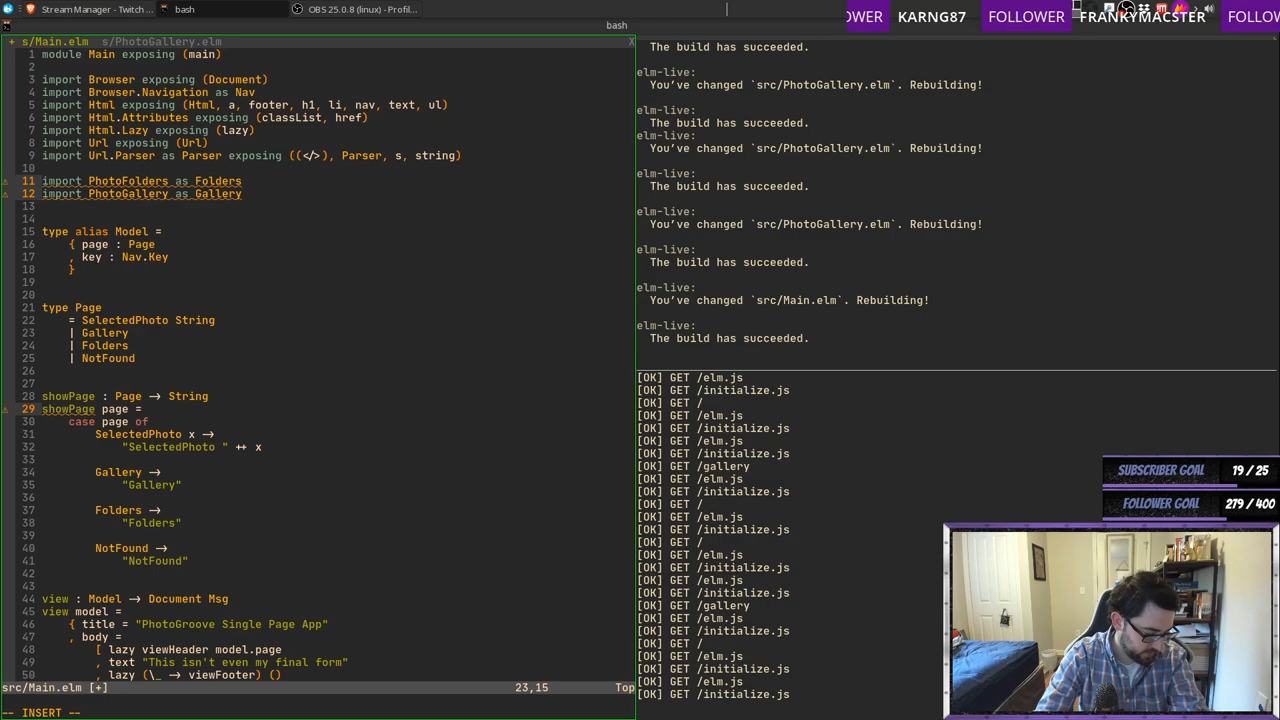 Stream Manager - Twitch
bash
OBS 25.0.8 (linux) - Profil...
bash
OWER KARNG87 FOLLOWER FRANKYMACSTER FOLLO
+ s/Main.elm s/PhotoGallery.elm X
1 module Main exposing (main)
2
3 import Browser exposing (Document)
4 import Browser.Navigation as Nav
5 import Html exposing (Html, a, footer, h1, li, nav, text, ul)
6 import Html.Attributes exposing (classList, href)
7 import Html.Lazy exposing (lazy)
8 import Url exposing (Url)
9 import Url.Parser as Parser exposing ((</>), Parser, s, string)
10
11 import PhotoFolders as Folders
12 import PhotoGallery as Gallery
13
14
15 type alias Model =
16 { page : Page
17 , key : Nav.Key
18 }
19
20
21 type Page
22 = SelectedPhoto String
23 | Gallery
24 | Folders
25 | NotFound
26
27
28 showPage : Page → String
29 showPage page =
30 case page of
31 SelectedPhoto x →
32 "SelectedPhoto " ++ x
33
34 Gallery →
35 "Gallery"
36
37 Folders →
38 "Folders"
39
40 NotFound →
41 "NotFound"
42
43
44 view : Model → Document Msg
45 view model =
46 { title = "PhotoGroove Single Page App"
47 , body =
48 [ lazy viewHeader model.page
49 , text "This isn't even my final form"
50 , lazy (\_ → viewFooter) ()
src/Main.elm [+] 23,15 Top
-- INSERT --
The build has succeeded.
elm-live:
You've changed `src/PhotoGallery.elm`. Rebuilding!
elm-live:
The build has succeeded.
elm-live:
You've changed `src/PhotoGallery.elm`. Rebuilding!
elm-live:
The build has succeeded.
elm-live:
You've changed `src/PhotoGallery.elm`. Rebuilding!
elm-live:
The build has succeeded.
elm-live:
You've changed `src/Main.elm`. Rebuilding!
elm-live:
The build has succeeded.
[OK] GET /elm.js
[OK] GET /initialize.js
[OK] GET /
[OK] GET /elm.js
[OK] GET /initialize.js
[OK] GET /elm.js
[OK] GET /initialize.js
[OK] GET /gallery
[OK] GET /elm.js
[OK] GET /initialize.js
[OK] GET /
[OK] GET /elm.js
[OK] GET /initialize.js
[OK] GET /
[OK] GET /elm.js
[OK] GET /initialize.js
[OK] GET /elm.js
[OK] GET /initialize.js
[OK] GET /gallery
[OK] GET /elm.js
[OK] GET /initialize.js
[OK] GET /
[OK] GET /elm.js
[OK] GET /initialize.js
[OK] GET /elm.js
[OK] GET /initialize.js
SUBSCRIBER GOAL 19 / 25
FOLLOWER GOAL 279 / 400